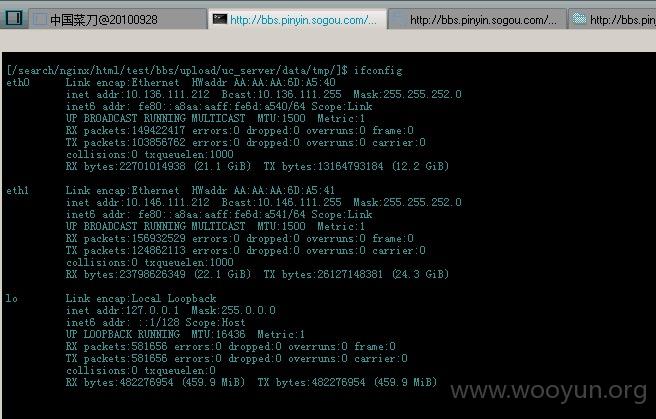 中国菜刀@20100928
http://bbs.pinyin.sogou.com/...
http://bbs.pinyin.sogou.com/...
http://bbs.pin
[/search/nginx/html/test/bbs/upload/uc_server/data/tmp/]$ ifconfig
eth0 Link encap:Ethernet HWaddr AA:AA:AA:6D:A5:40
inet addr:10.136.111.212 Bcast:10.136.111.255 Mask:255.255.252.0
inet6 addr: fe80::a8aa:aaff:fe6d:a540/64 Scope:Link
UP BROADCAST RUNNING MULTICAST MTU:1500 Metric:1
RX packets:149422417 errors:0 dropped:0 overruns:0 frame:0
TX packets:103856762 errors:0 dropped:0 overruns:0 carrier:0
collisions:0 txqueuelen:1000
RX bytes:22701014938 (21.1 GiB) TX bytes:13164793184 (12.2 GiB)
eth1 Link encap:Ethernet HWaddr AA:AA:AA:6D:A5:41
inet addr:10.146.111.212 Bcast:10.146.111.255 Mask:255.255.252.0
inet6 addr: fe80::a8aa:aaff:fe6d:a541/64 Scope:Link
UP BROADCAST RUNNING MULTICAST MTU:1500 Metric:1
RX packets:156932529 errors:0 dropped:0 overruns:0 frame:0
TX packets:124862113 errors:0 dropped:0 overruns:0 carrier:0
collisions:0 txqueuelen:1000
RX bytes:23798626349 (22.1 GiB) TX bytes:26127148381 (24.3 GiB)
lo Link encap:Local Loopback
inet addr:127.0.0.1 Mask:255.0.0.0
inet6 addr: ::1/128 Scope:Host
UP LOOPBACK RUNNING MTU:16436 Metric:1
RX packets:581656 errors:0 dropped:0 overruns:0 frame:0
TX packets:581656 errors:0 dropped:0 overruns:0 carrier:0
collisions:0 txqueuelen:0
RX bytes:482276954 (459.9 MiB) TX bytes:482276954 (459.9 MiB)
www.wooyun.org